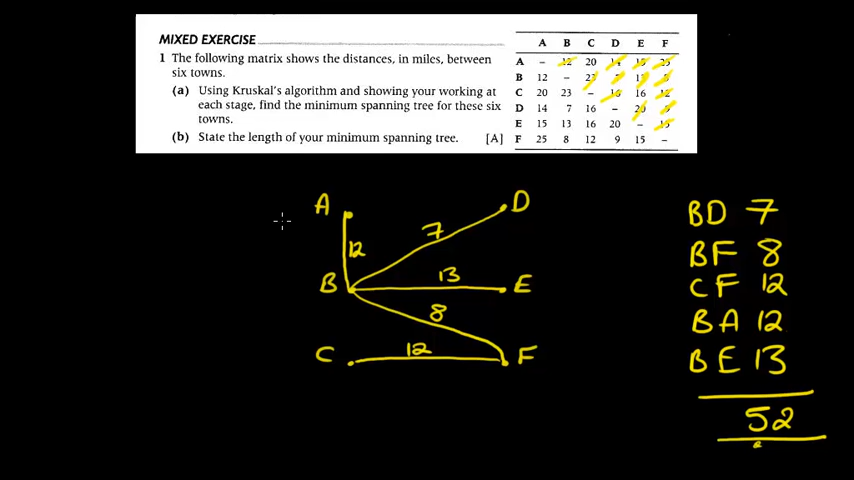 MIXED EXERCISE
1 The following matrix shows the distances, in miles, between
six towns.
(a) Using Kruskal's algorithm and showing your working at
each stage, find the minimum spanning tree for these six
towns.
(b) State the length of your minimum spanning tree. [A]
A B C D E F
A – 12 20 14 15 25
B 12 – 23 7 13 8
C 20 23 – 16 16 12
D 14 7 16 – 20 9
E 15 13 16 20 – 15
F 25 8 12 9 15 –
A
D
7
12
B
13
E
8
C
12
F
BD 7
BF 8
CF 12
BA 12
BE 13
52